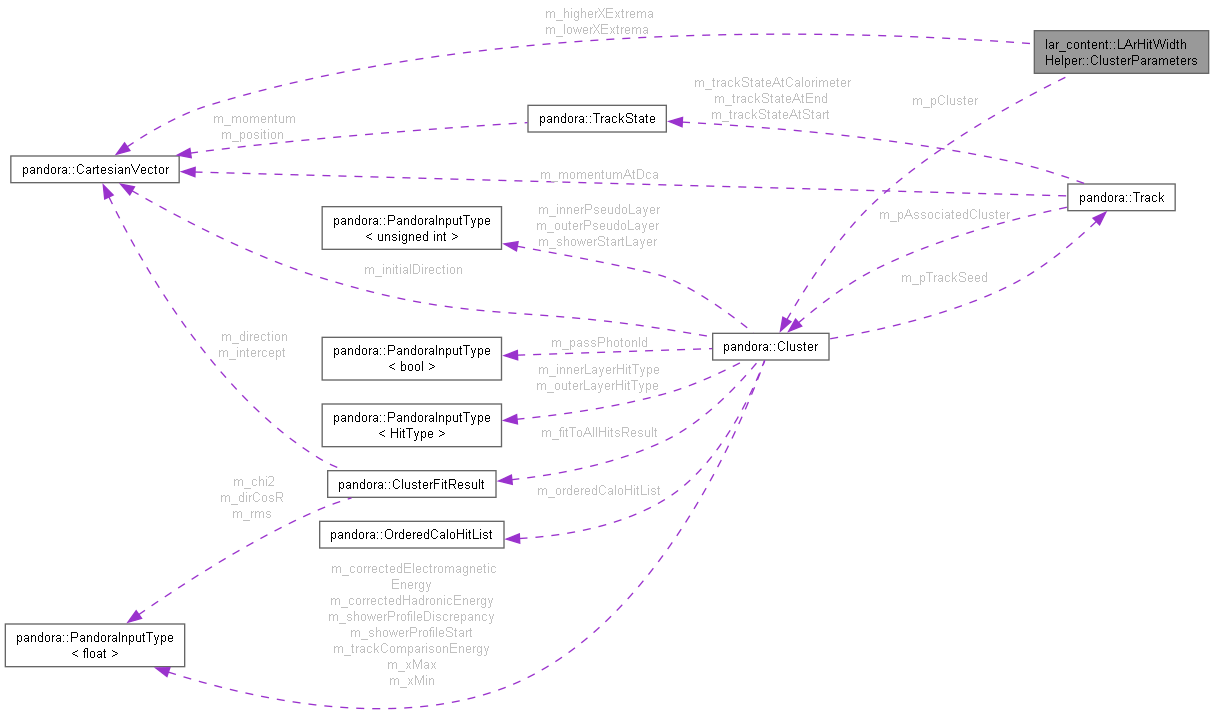 m_higherXExtrema
m_lowerXExtrema
lar_content::LArHitWidth
Helper::ClusterParameters
m_trackStateAtCalorimeter
m_trackStateAtEnd
m_trackStateAtStart
m_pCluster
m_momentum
m_position
pandora::TrackState
pandora::CartesianVector
m_momentumAtDca
pandora::Track
pandora::PandoraInputType
< unsigned int >
m_innerPseudoLayer
m_outerPseudoLayer
m_showerStartLayer
m_pAssociatedCluster
m_initialDirection
m_pTrackSeed
m_direction
m_intercept
pandora::PandoraInputType
< bool >
m_passPhotonId
pandora::Cluster
m_innerLayerHitType
m_outerLayerHitType
pandora::PandoraInputType
< HitType >
m_fitToAllHitsResult
m_chi2
m_dirCosR
m_rms
pandora::ClusterFitResult
m_orderedCaloHitList
pandora::OrderedCaloHitList
m_correctedElectromagnetic
Energy
m_correctedHadronicEnergy
m_showerProfileDiscrepancy
m_showerProfileStart
m_trackComparisonEnergy
m_xMax
m_xMin
pandora::PandoraInputType
< float >